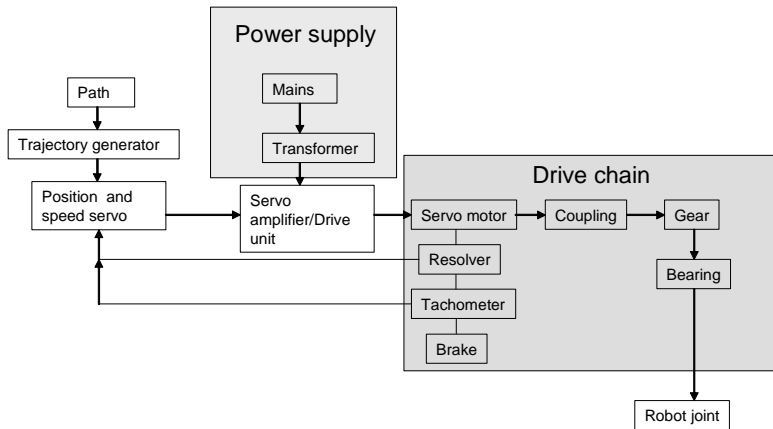 Power supply
Path
Mains
Trajectory generator
Transformer
Drive chain
Position and
speed servo
Servo
amplifier/Drive
unit
Servo motor
Coupling
Gear
Resolver
Bearing
Tachometer
Brake
Robot joint